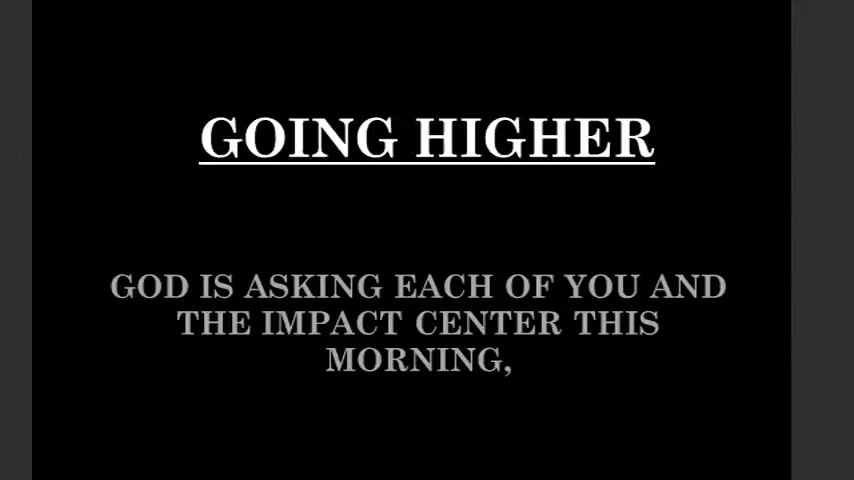 GOING HIGHER
GOD IS ASKING EACH OF YOU AND
THE IMPACT CENTER THIS
MORNING,